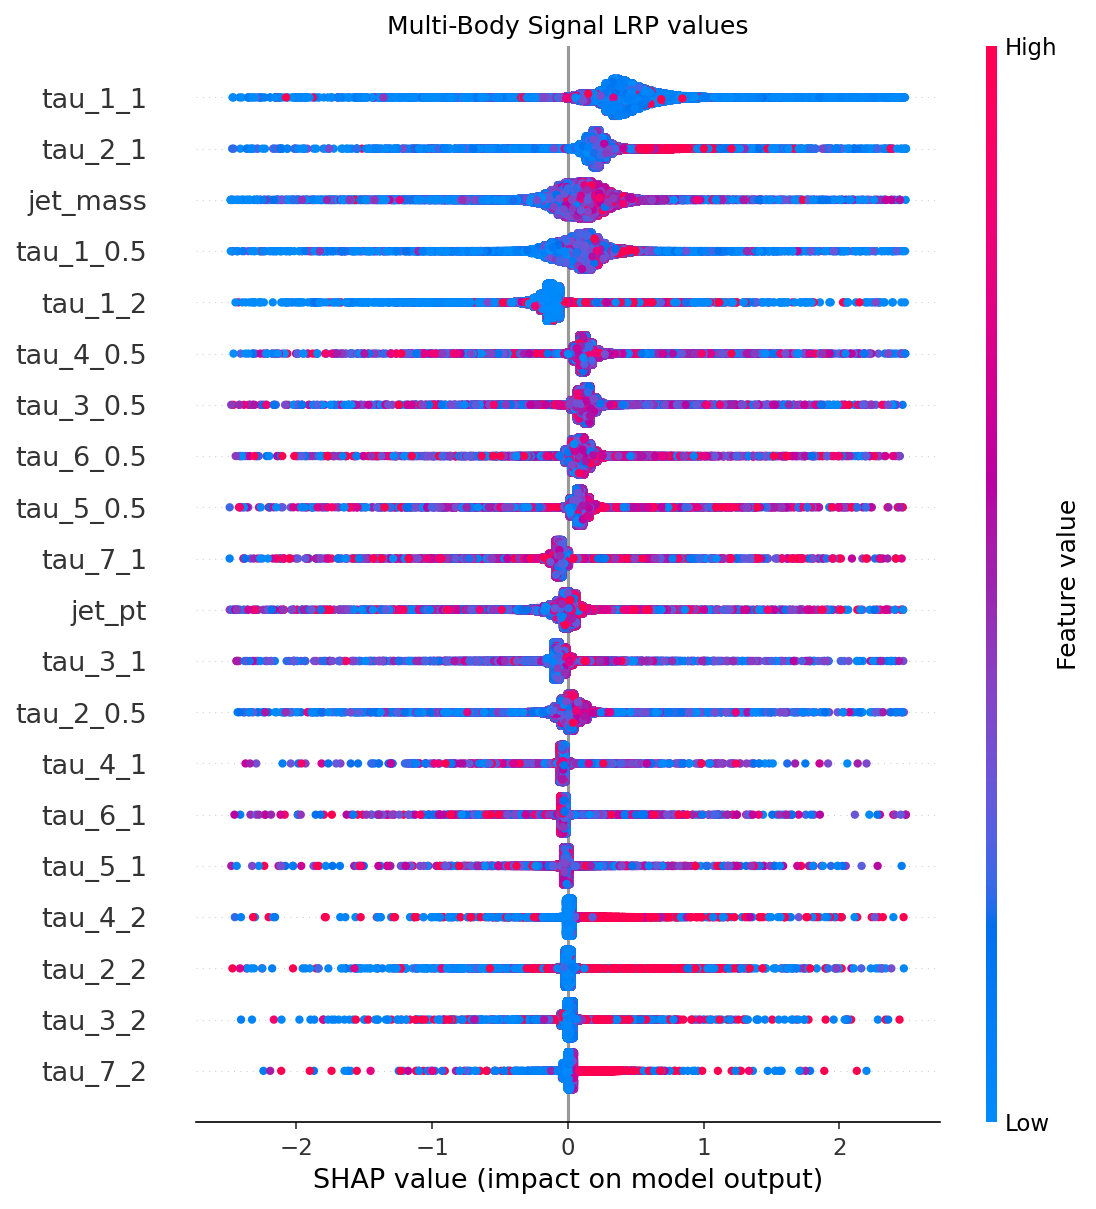 Multi-Body Signal LRP values
High
tau_1_1
tau_2_1
jet_mass
tau_1_0.5
tau_1_2
tau_4_0.5
tau_3_0.5
tau_6_0.5
tau_5_0.5
tau_7_1
jet_pt
tau_3_1
tau_2_0.5
tau_4_1
tau_6_1
tau_5_1
tau_4_2
tau_2_2
tau_3_2
tau_7_2
Feature value
Low
−2 −1 0 1 2
SHAP value (impact on model output)